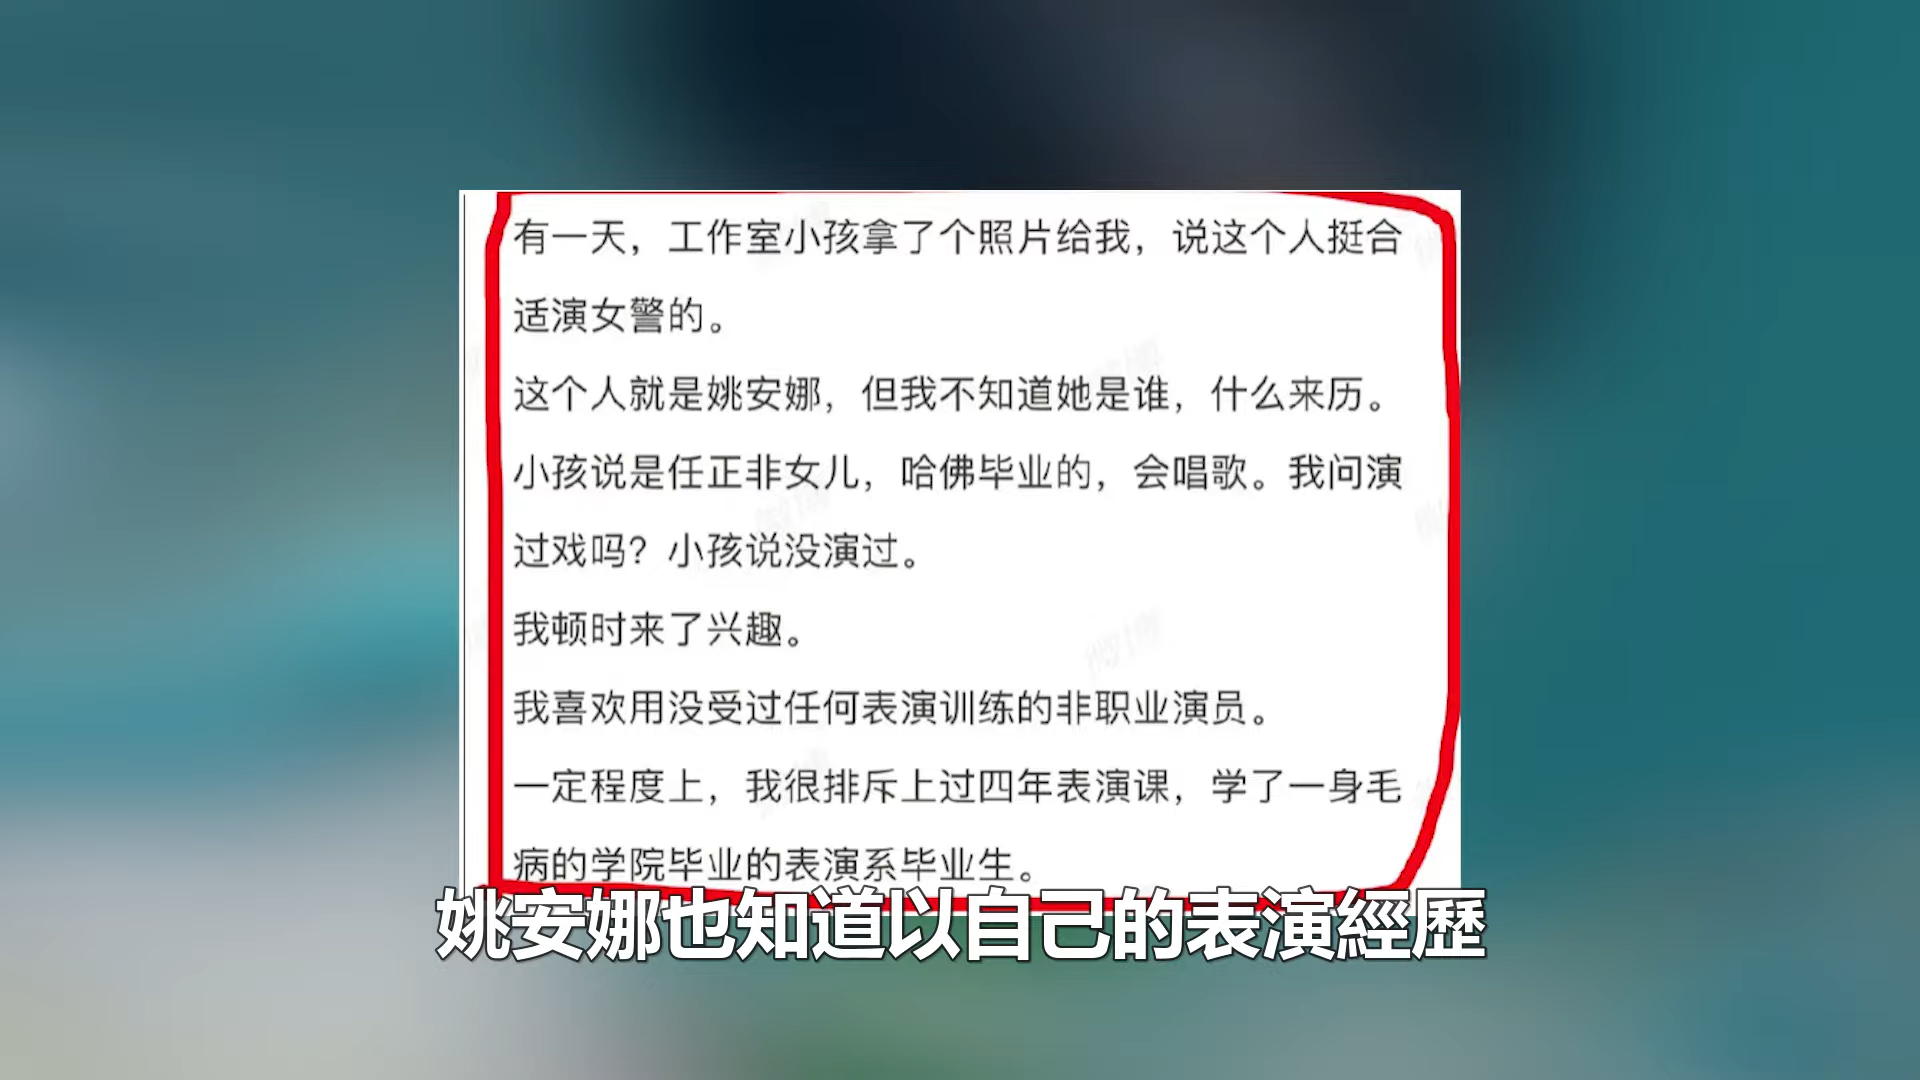 有一天，工作室小孩拿了个照片给我，说这个人挺合
适演女警的。
这个人就是姚安娜，但我不知道她是谁，什么来历。
小孩说是任正非女儿，哈佛毕业的，会唱歌。我问演
过戏吗？小孩说没演过。
我顿时来了兴趣。
我喜欢用没受过任何表演训练的非职业演员。
一定程度上，我很排斥上过四年表演课，学了一身毛
病的学院毕业的表演系毕业生。
姚安娜也知道以自己的表演經歷